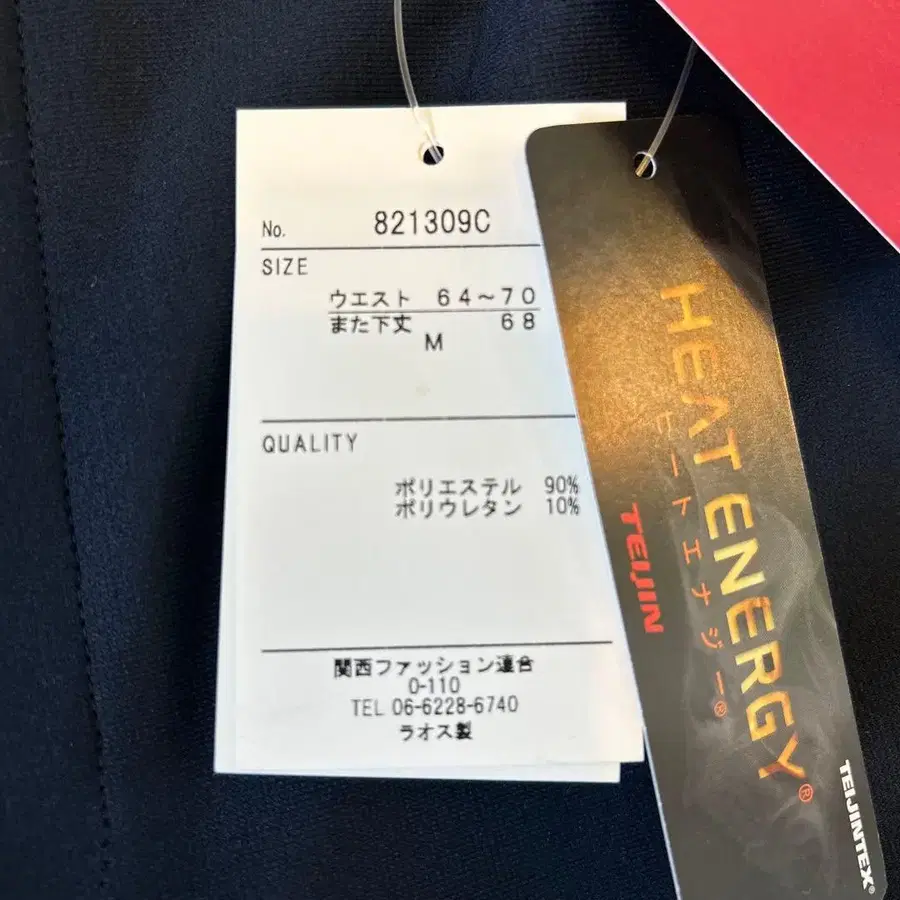 No. 821309C
SIZE
ウエスト 64～70
また下丈 68
M
QUALITY
ポリエステル 90%
ポリウレタン 10%
関西ファッション連合
O-110
TEL 06-6228-6740
ラオス製
HEAT ENERGY®
ヒートエナジー®
TEIJIN
TEIJINTEX®